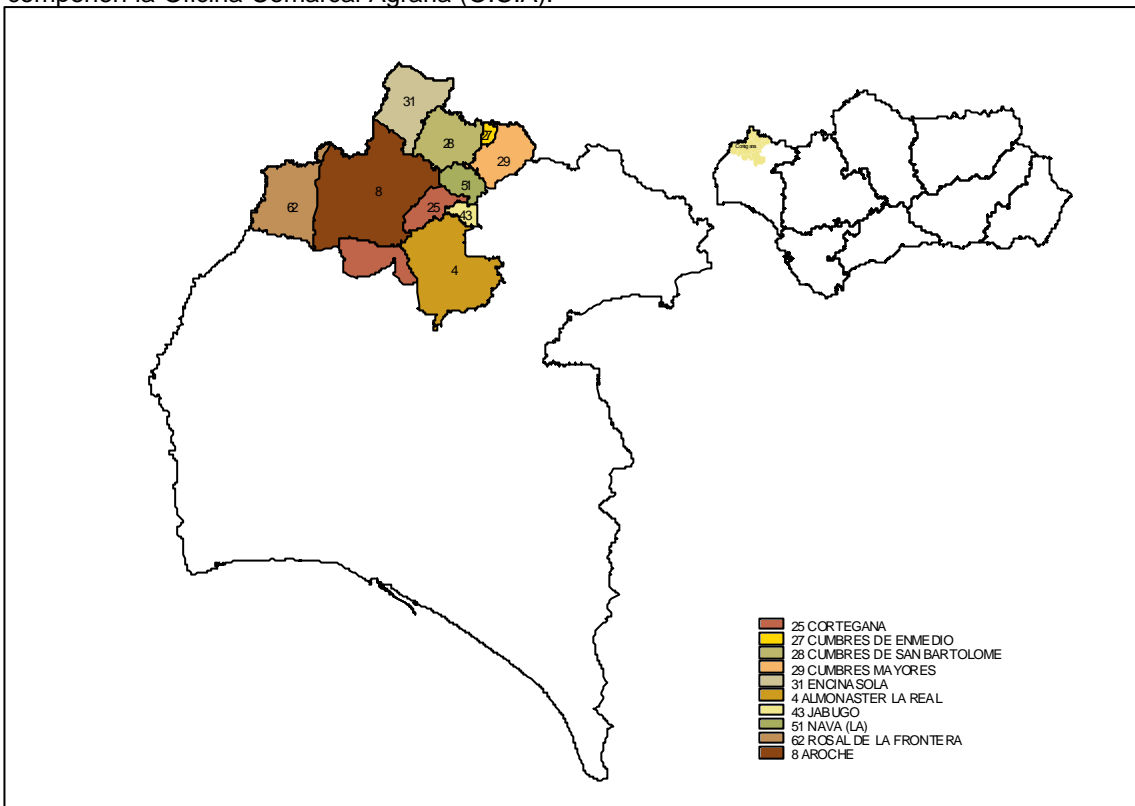 componen la Oficina Comarcal Agraria (O.C.A).
31
28
27
29
8
51
62
25
43
4
Cortegana
25 CORTEGANA
27 CUMBRES DE ENMEDIO
28 CUMBRES DE SAN BARTOLOME
29 CUMBRES MAYORES
31 ENCINASOLA
4 ALMONASTER LA REAL
43 JABUGO
51 NAVA (LA)
62 ROSAL DE LA FRONTERA
8 AROCHE